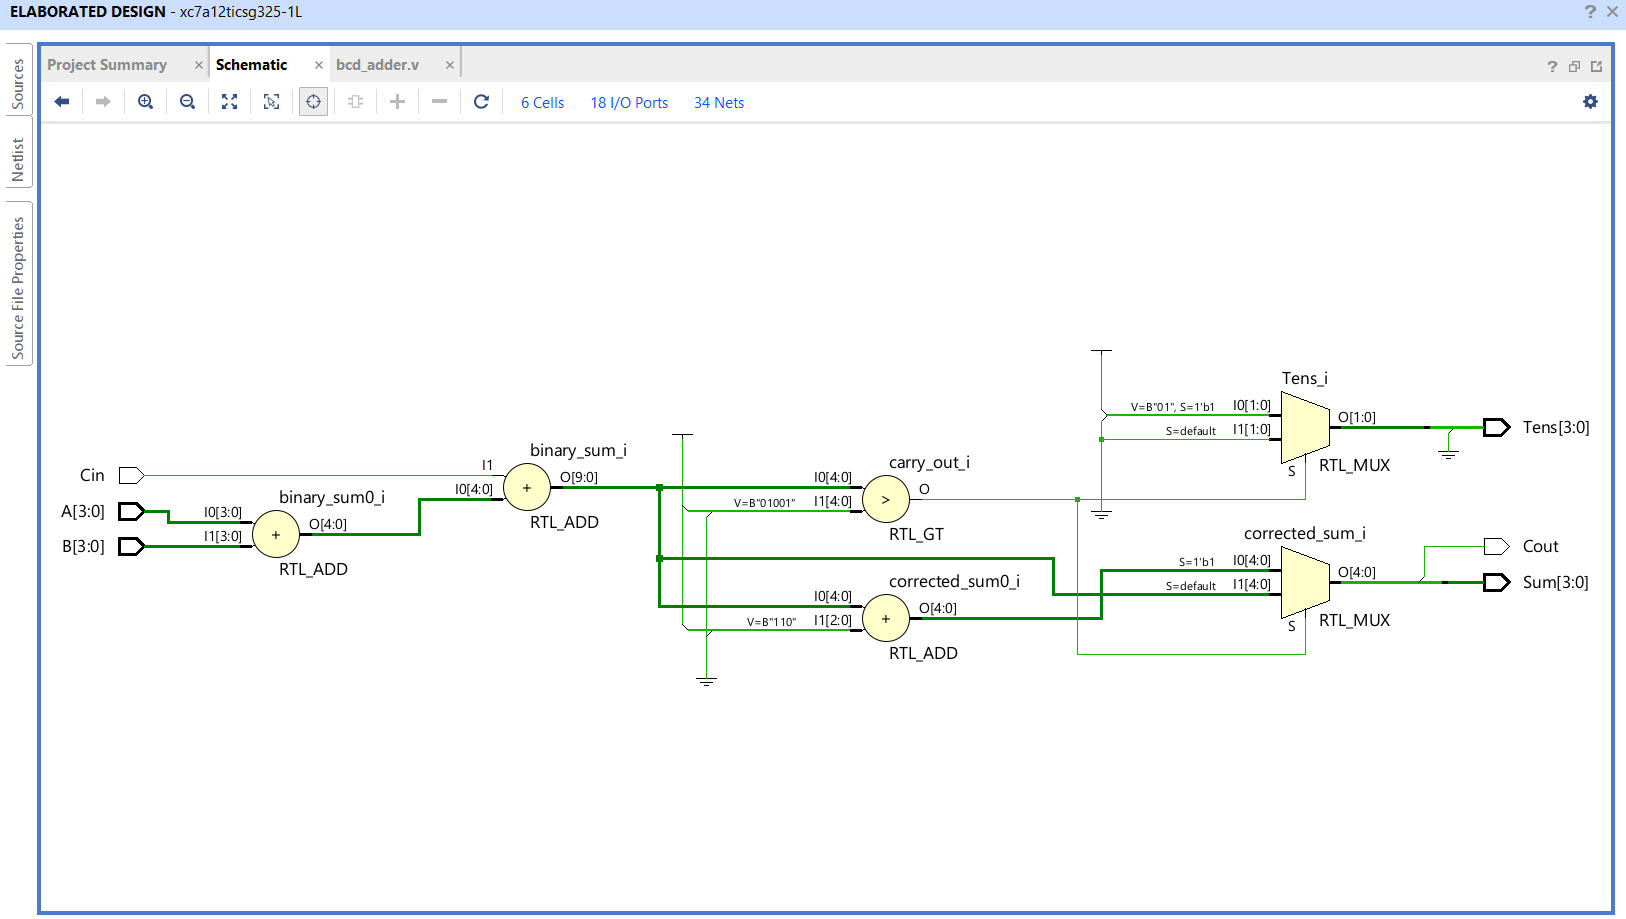 ELABORATED DESIGN - xc7a12ticsg325-1L
Sources
Netlist
Source File Properties
Project Summary × Schematic × bcd_adder.v ×
6 Cells 18 I/O Ports 34 Nets
Tens_i
V=B"01", S=1'b1 I0[1:0]
S=default I1[1:0]
O[1:0]
S
RTL_MUX
Tens[3:0]
Cin
A[3:0]
B[3:0]
binary_sum0_i
I0[3:0]
I1[3:0]
+
O[4:0]
RTL_ADD
binary_sum_i
I1
I0[4:0]
+
O[9:0]
RTL_ADD
carry_out_i
I0[4:0]
V=B"01001" I1[4:0]
>
O
RTL_GT
corrected_sum0_i
I0[4:0]
V=B"110" I1[2:0]
+
O[4:0]
RTL_ADD
corrected_sum_i
S=1'b1 I0[4:0]
S=default I1[4:0]
O[4:0]
S
RTL_MUX
Cout
Sum[3:0]